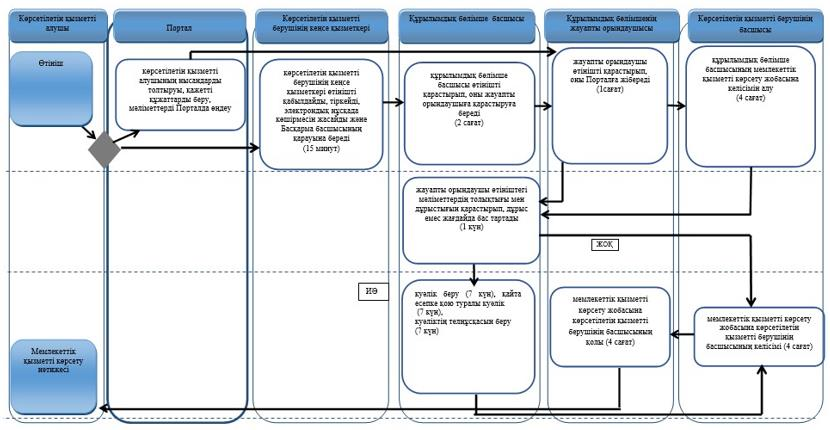 Көрсетілетін қызметті
алушы
Портал
Көрсетілетін қызметті
берушінің кеңсе қызметкері
Құрылымдық бөлімше басшысы
Құрылымдық бөлімшенің
жауапты орындаушысы
Көрсетілетін қызметті берушінің
басшысы
Өтініш
көрсетілетін қызметті
алушының нысандарды
толтыруы, қажетті
құжаттарды беру,
мәліметтерді Порталда өңдеу
көрсетілетін қызметті
берушінің кеңсе
қызметкері өтінішті
қабылдайды, тіркейді,
электрондық нұсқада
көшірмесін жасайды және
Басқарма басшысының
қарауына береді
(15 минут)
құрылымдық бөлімше
басшысы өтінішті
қарастырып, оны жауапты
орындаушыға қарастыруға
береді
(2 сағат)
жауапты орындаушы
өтінішті қарастырып,
оны Порталға жібереді
(1сағат)
құрылымдық бөлімше
басшысының мемлекеттік
қызметті көрсету жобасына
келісімін алу
(4 сағат)
жауапты орындаушы өтініштегі
мәліметтердің толықтығы мен
дұрыстығын қарастырып, дұрыс
емес жағдайда бас тартады
(1 күн)
ЖОҚ
ИӘ
куәлік беру (7 күн), қайта
есепке қою туралы куәлік
(7 күн),
куәліктің телнұсқасын беру
(7 күн)
мемлекеттік қызметті
көрсету жобасына
көрсетілетін қызметті
берушінің басшысының
қолы (4 сағат)
мемлекеттік қызметті көрсету
жобасына көрсетілетін
қызметті берушінің
басшысының келісімі (4 сағат)
Мемлекеттік
қызметті көрсету
нәтижесі